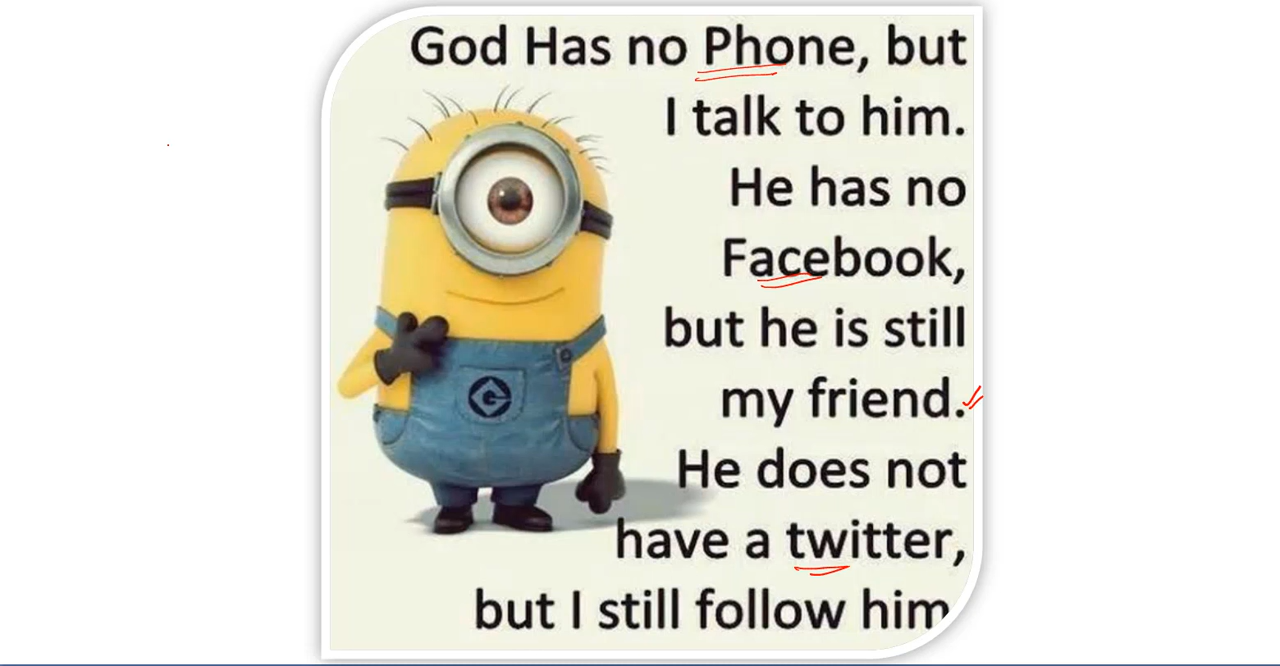 God Has no Phone, but
I talk to him.
He has no
Facebook,
but he is still
my friend.
He does not
have a twitter,
but I still follow him